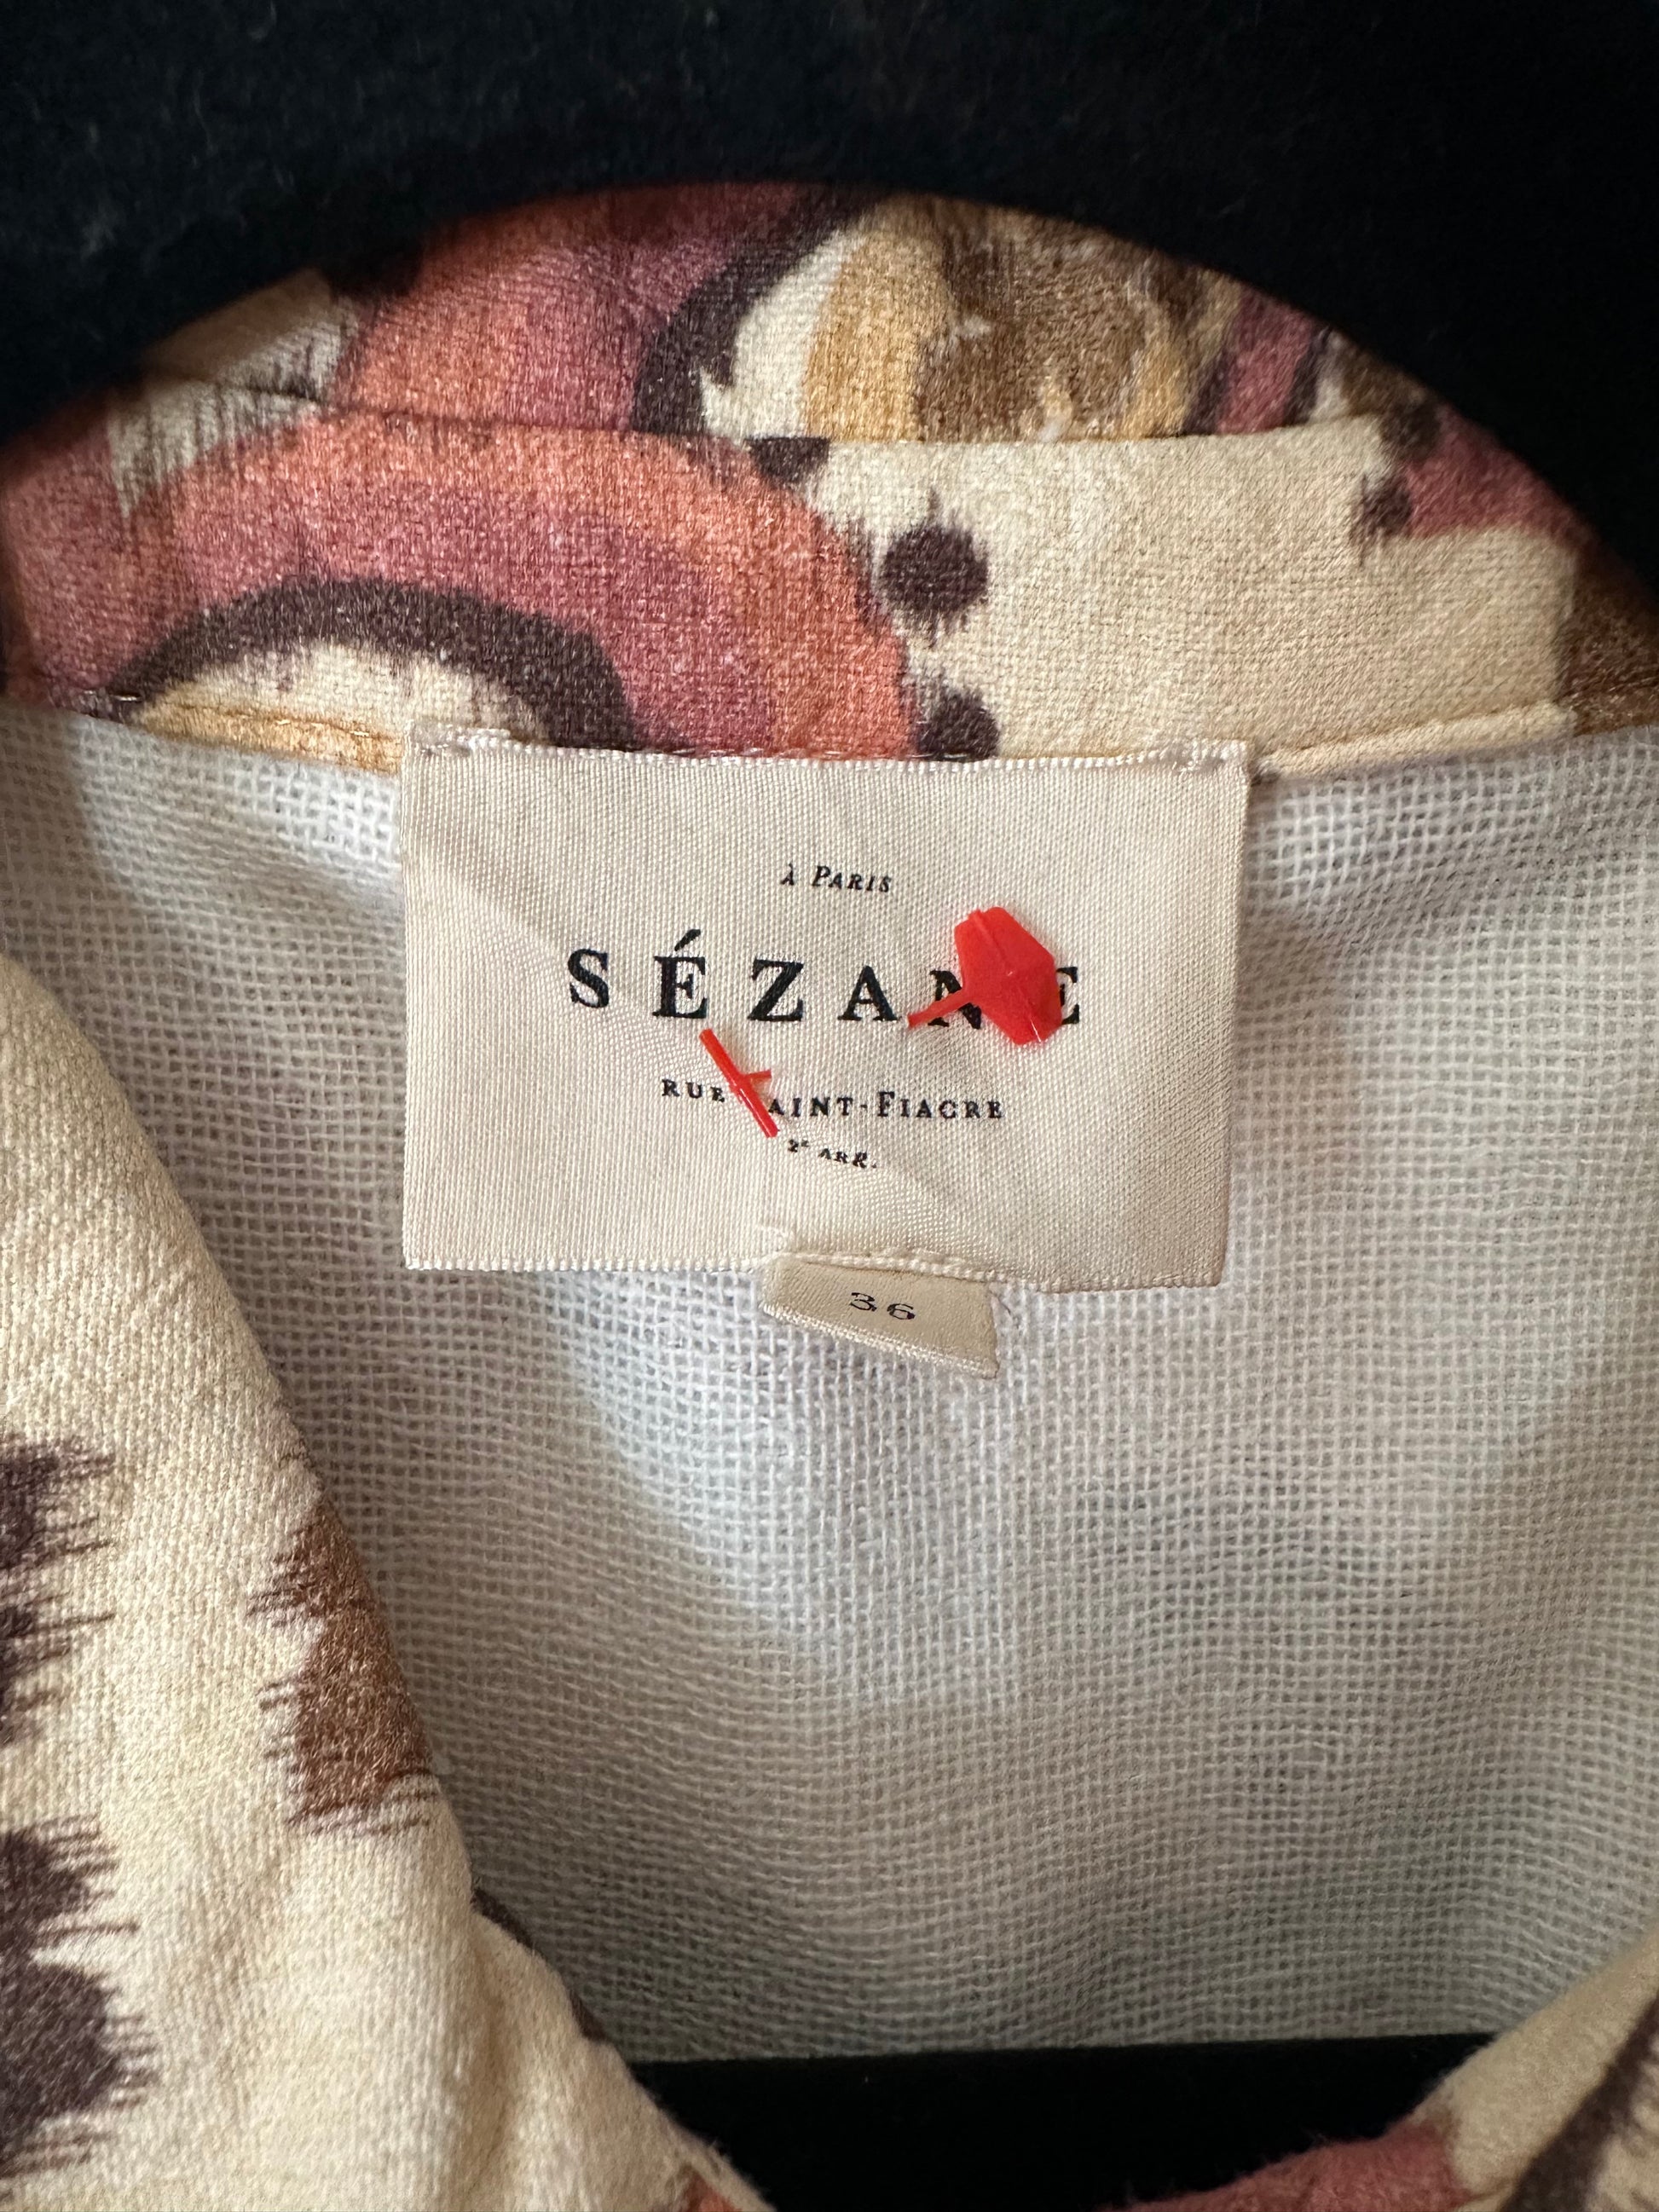 À PARIS
SÉZANE
RUE SAINT-FIACRE
2E ARR.
36